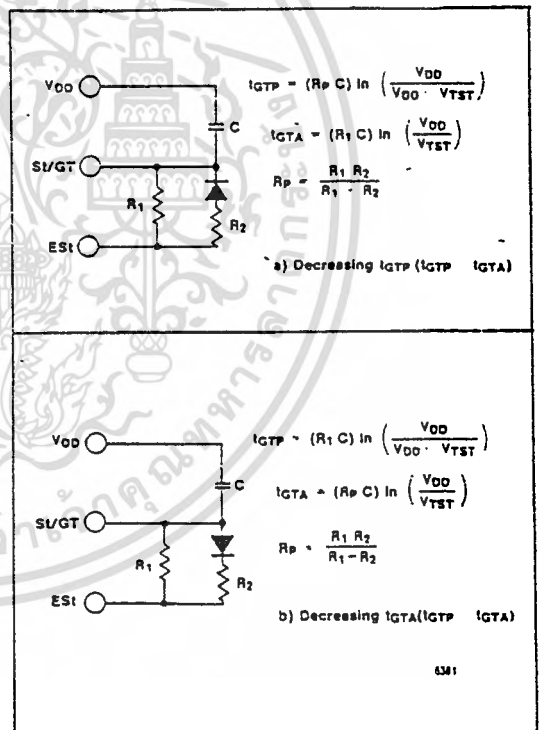 VDD
St/GT
R1
C
R2
ESt
tGTP = (RP C) ln ( VDD / VDD - VTST )
tGTA = (R1 C) ln ( VDD / VTST )
RP = R1 R2 / R1 - R2
a) Decreasing tGTP (tGTP tGTA)
VDD
St/GT
R1
C
R2
ESt
tGTP - (R1 C) ln ( VDD / VDD - VTST )
tGTA = (RP C) ln ( VDD / VTST )
RP = R1 R2 / R1 – R2
b) Decreasing tGTA(tGTP tGTA)
6381